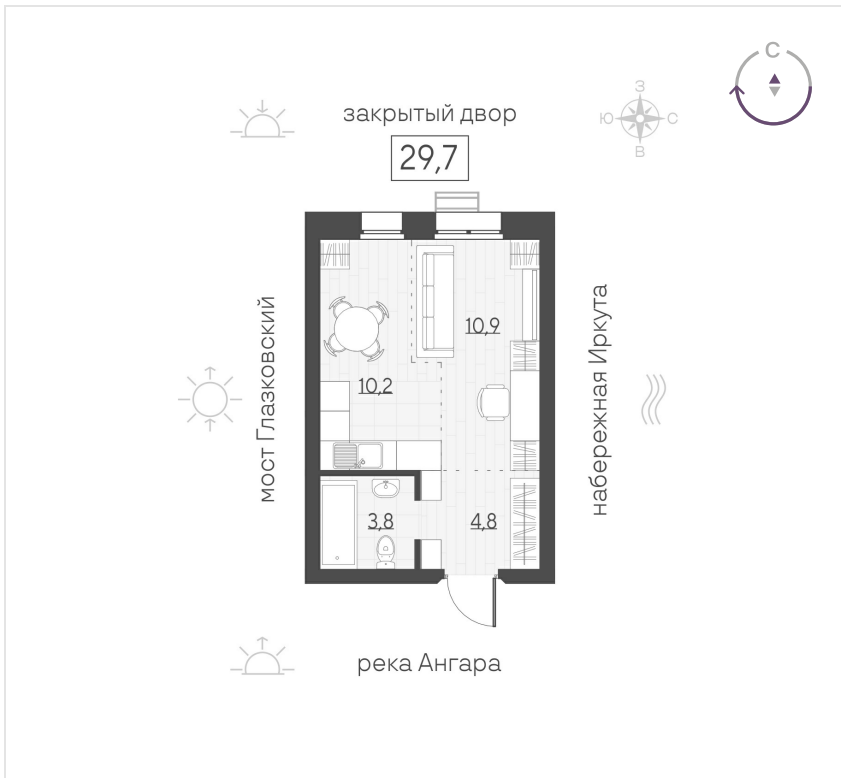 С
закрытый двор
З
Ю
С
В
29,7
мост Глазковский
набережная Иркута
10,9
10,2
3,8
4,8
река Ангара